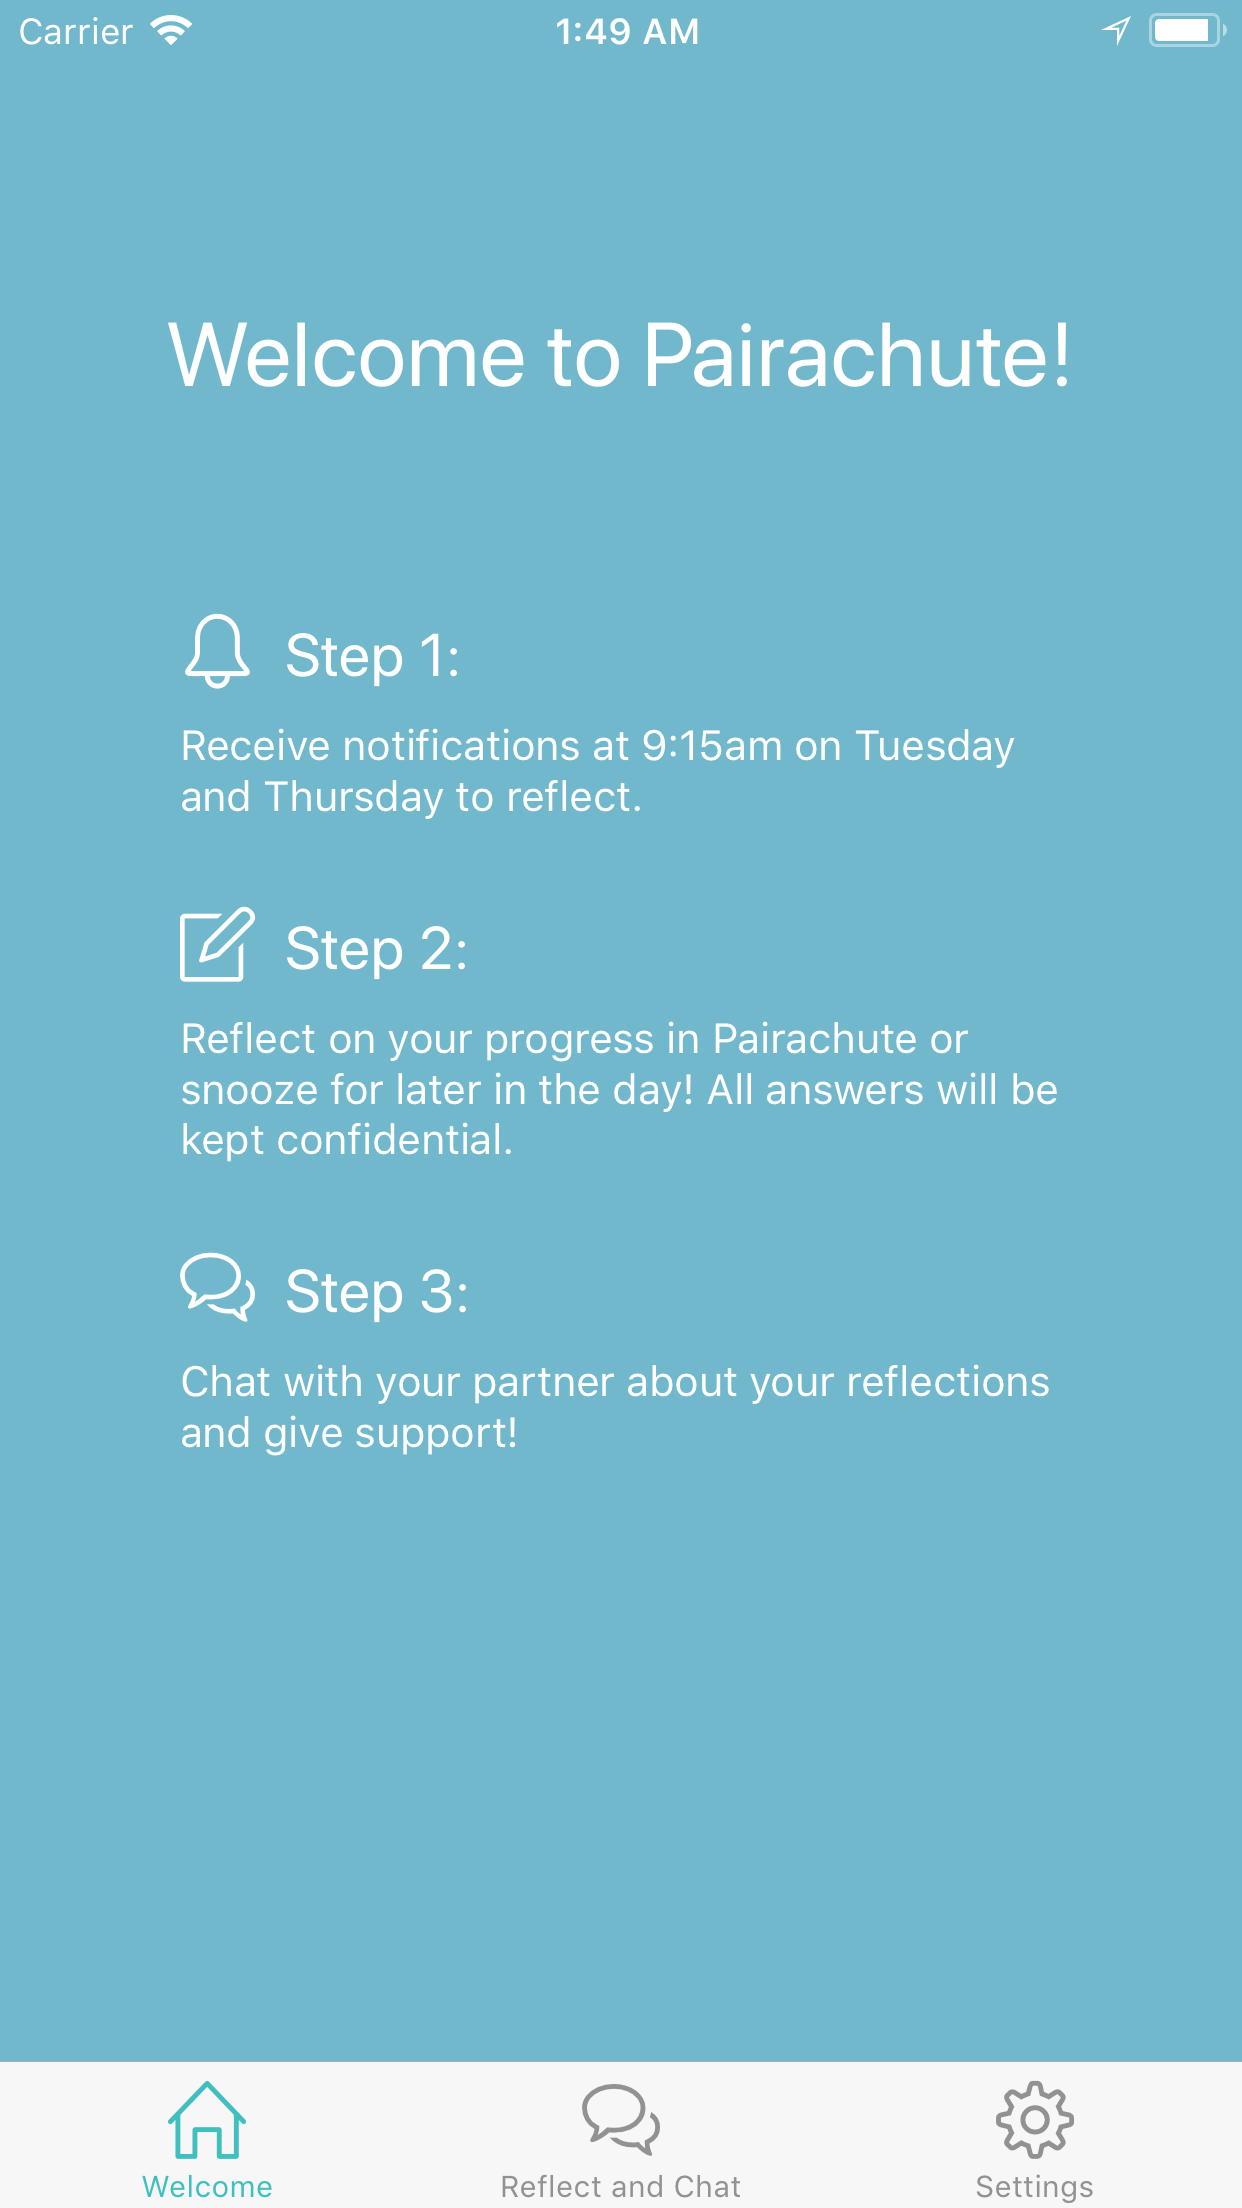 Carrier
1:49 AM
Welcome to Pairachute!
Step 1:
Receive notifications at 9:15am on Tuesday
and Thursday to reflect.
Step 2:
Reflect on your progress in Pairachute or
snooze for later in the day! All answers will be
kept confidential.
Step 3:
Chat with your partner about your reflections
and give support!
Welcome
Reflect and Chat
Settings